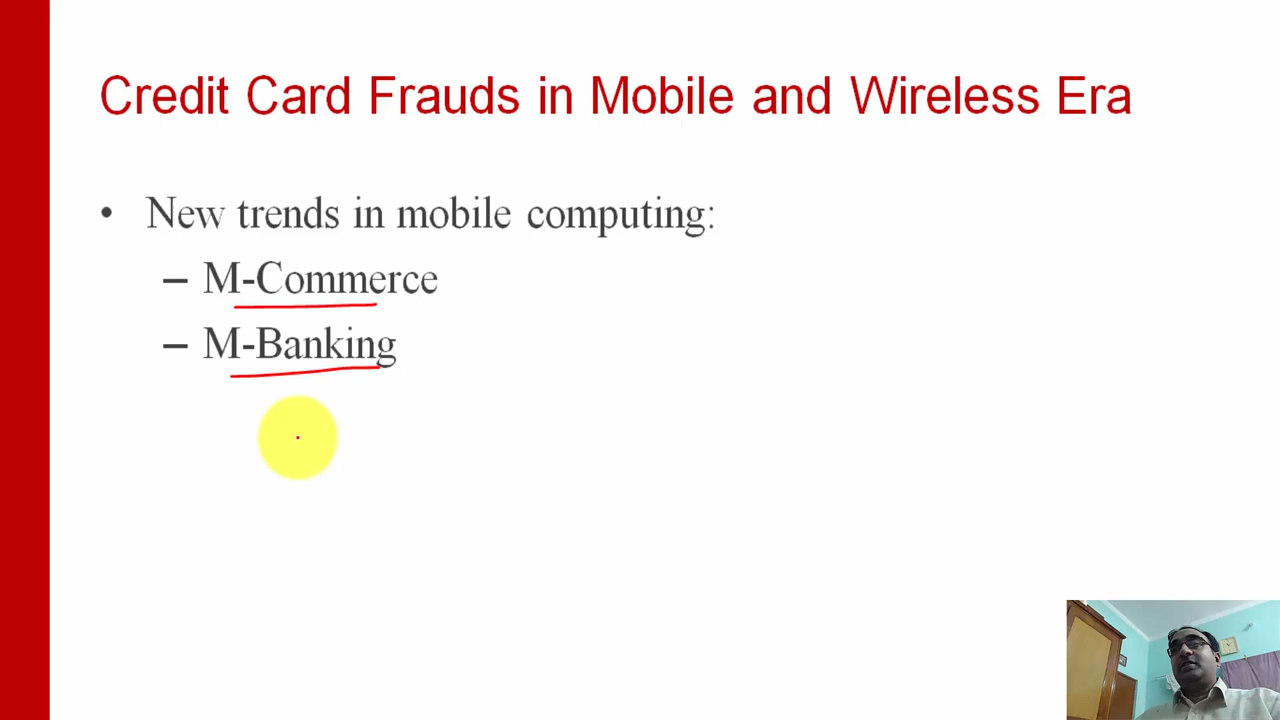 Credit Card Frauds in Mobile and Wireless Era
• New trends in mobile computing:
– M-Commerce
– M-Banking